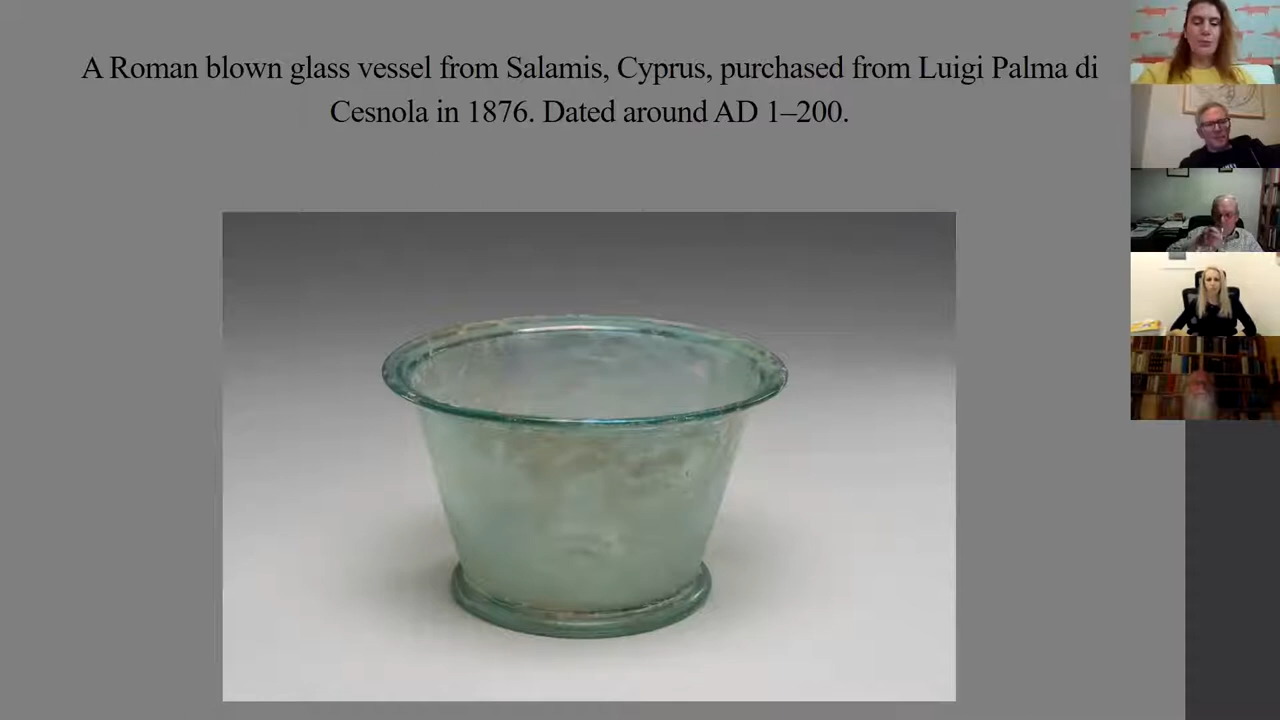 A Roman blown glass vessel from Salamis, Cyprus, purchased from Luigi Palma di
Cesnola in 1876. Dated around AD 1–200.